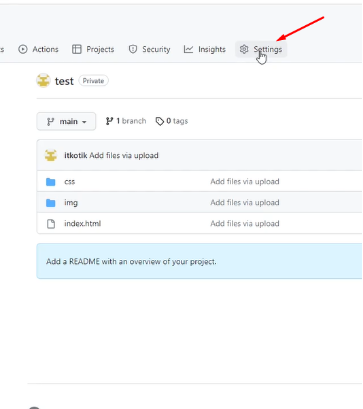 s Actions Projects Security Insights Settings
test Private
main 1 branch 0 tags
itkotik Add files via upload
css Add files via upload
img Add files via upload
index.html Add files via upload
Add a README with an overview of your project.